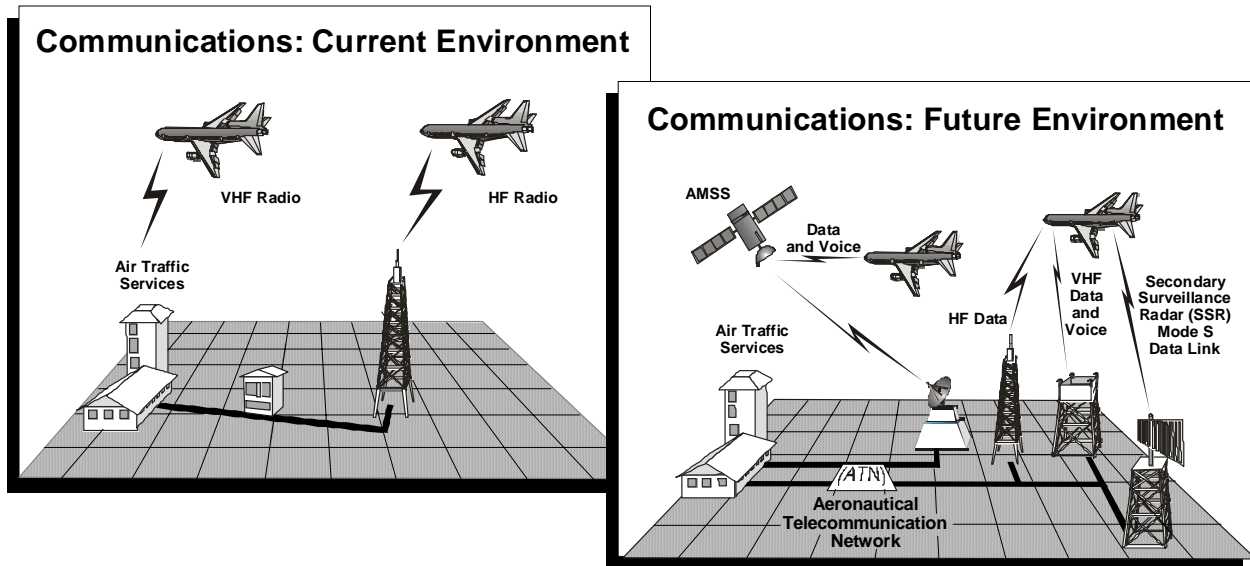 Communications: Current Environment
VHF Radio
HF Radio
Air Traffic
Services
Communications: Future Environment
AMSS
Data
and Voice
HF Data
VHF
Data
and
Voice
Secondary
Surveillance
Radar (SSR)
Mode S
Data Link
Air Traffic
Services
(ATN)
Aeronautical
Telecommunication
Network